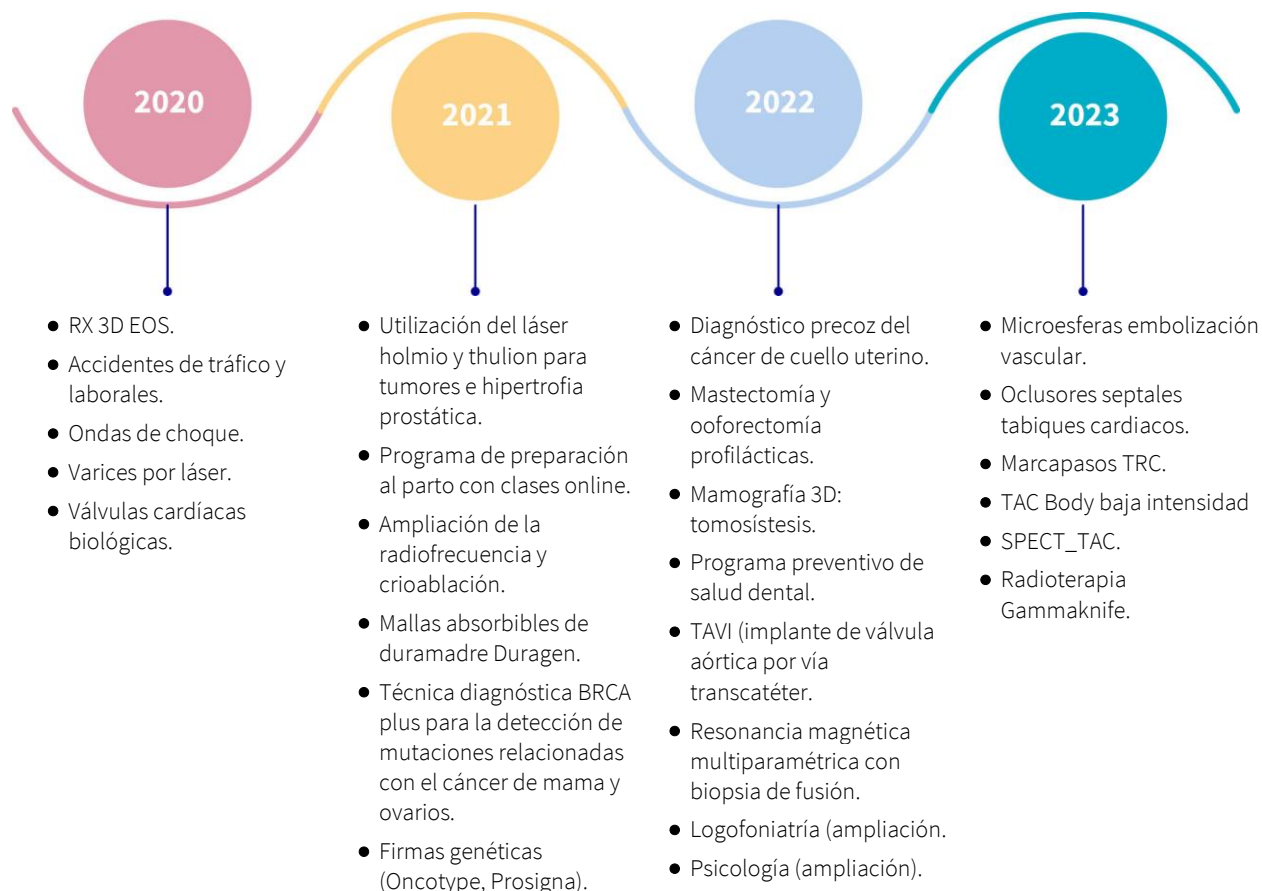 2020
2021
2022
2023
● RX 3D EOS.
● Accidentes de tráfico y
laborales.
● Ondas de choque.
● Varices por láser.
● Válvulas cardíacas
biológicas.
● Utilización del láser
holmio y thulion para
tumores e hipertrofia
prostática.
● Programa de preparación
al parto con clases online.
● Ampliación de la
radiofrecuencia y
crioablación.
● Mallas absorbibles de
duramadre Duragen.
● Técnica diagnóstica BRCA
plus para la detección de
mutaciones relacionadas
con el cáncer de mama y
ovarios.
● Firmas genéticas
(Oncotype, Prosigna).
● Diagnóstico precoz del
cáncer de cuello uterino.
● Mastectomía y
ooforectomía
profilácticas.
● Mamografía 3D:
tomosístesis.
● Programa preventivo de
salud dental.
● TAVI (implante de válvula
aórtica por vía
transcatéter.
● Resonancia magnética
multiparamétrica con
biopsia de fusión.
● Logofoniatría (ampliación.
● Psicología (ampliación).
● Microesferas embolización
vascular.
● Oclusores septales
tabiques cardiacos.
● Marcapasos TRC.
● TAC Body baja intensidad
● SPECT_TAC.
● Radioterapia
Gammaknife.